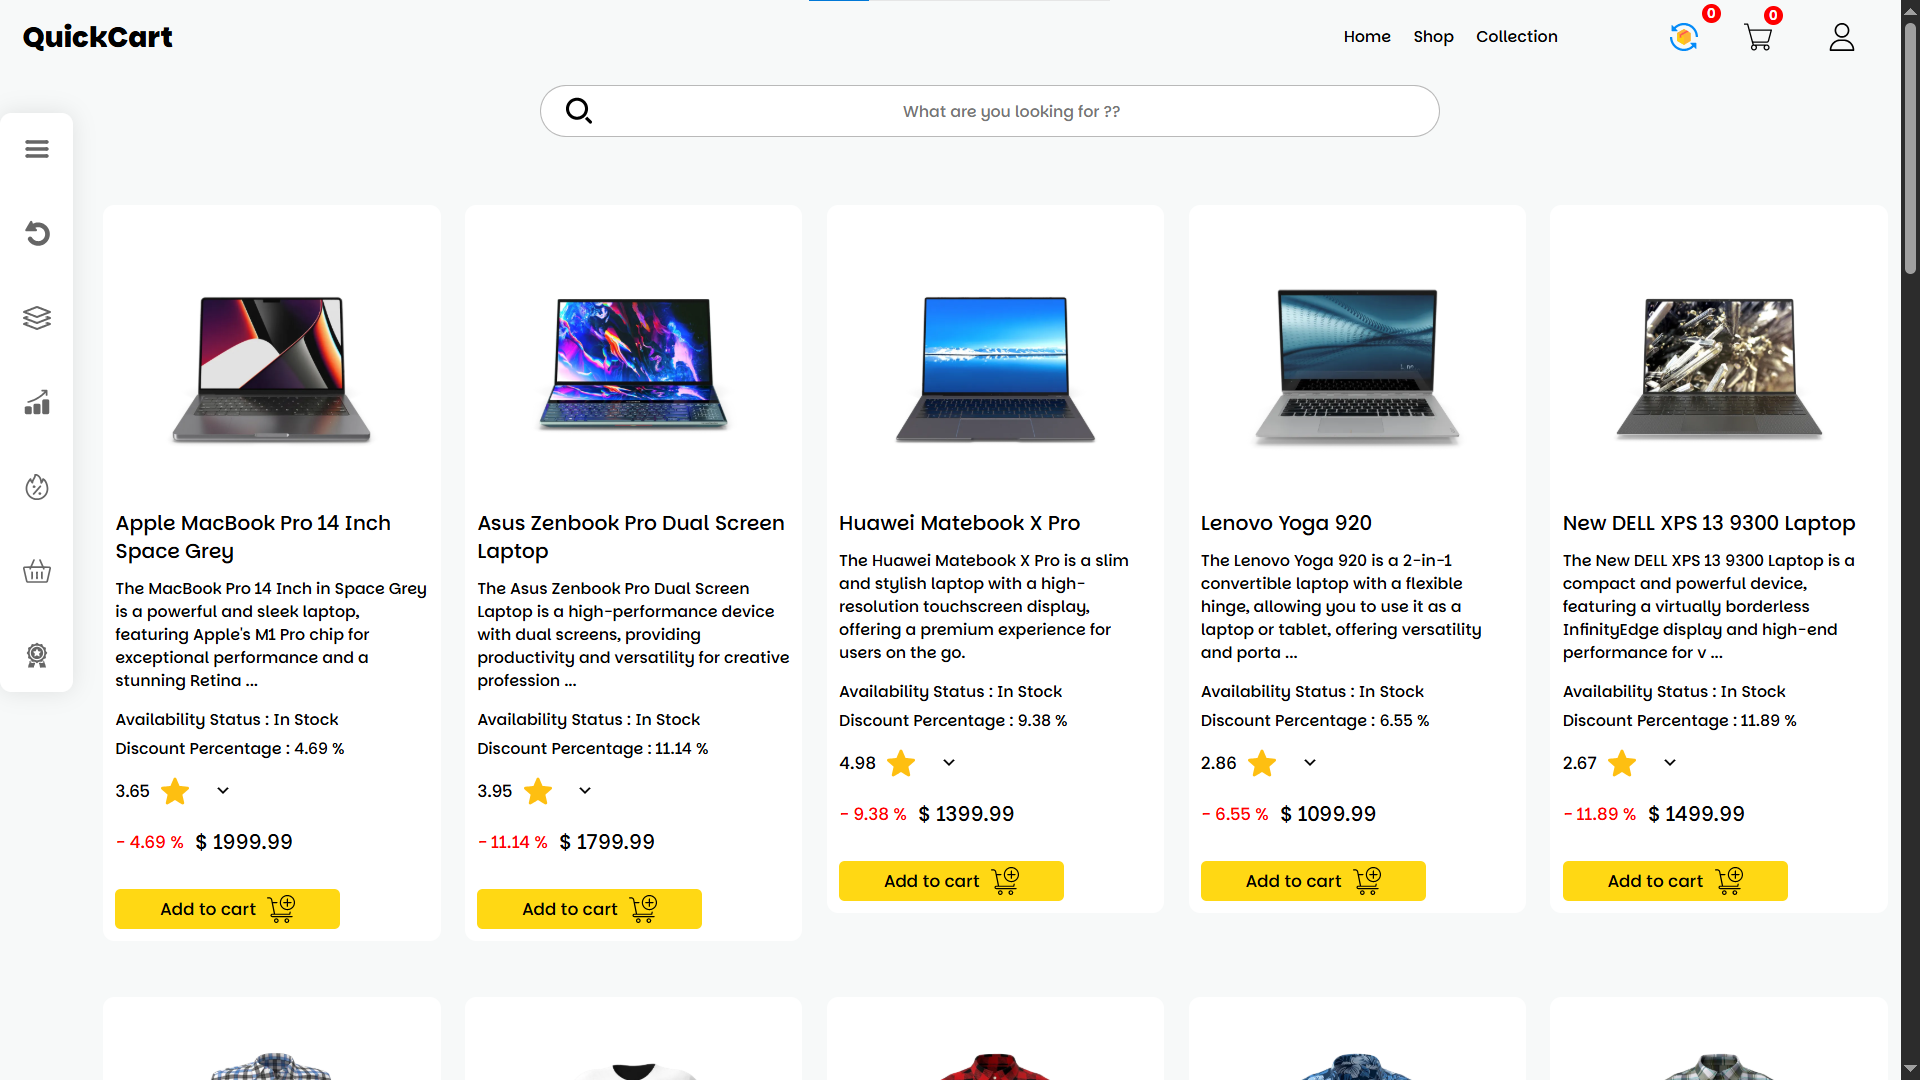 QuickCart
Home
Shop
Collection
0
0
What are you looking for ??
Apple MacBook Pro 14 Inch
Space Grey
The MacBook Pro 14 Inch in Space Grey
is a powerful and sleek laptop,
featuring Apple's M1 Pro chip for
exceptional performance and a
stunning Retina ...
Availability Status : In Stock
Discount Percentage : 4.69 %
3.65
- 4.69 % $ 1999.99
Add to cart
Asus Zenbook Pro Dual Screen
Laptop
The Asus Zenbook Pro Dual Screen
Laptop is a high-performance device
with dual screens, providing
productivity and versatility for creative
profession ...
Availability Status : In Stock
Discount Percentage : 11.14 %
3.95
- 11.14 % $ 1799.99
Add to cart
Huawei Matebook X Pro
The Huawei Matebook X Pro is a slim
and stylish laptop with a high-
resolution touchscreen display,
offering a premium experience for
users on the go.
Availability Status : In Stock
Discount Percentage : 9.38 %
4.98
- 9.38 % $ 1399.99
Add to cart
Lenovo Yoga 920
The Lenovo Yoga 920 is a 2-in-1
convertible laptop with a flexible
hinge, allowing you to use it as a
laptop or tablet, offering versatility
and porta ...
Availability Status : In Stock
Discount Percentage : 6.55 %
2.86
- 6.55 % $ 1099.99
Add to cart
New DELL XPS 13 9300 Laptop
The New DELL XPS 13 9300 Laptop is a
compact and powerful device,
featuring a virtually borderless
InfinityEdge display and high-end
performance for v ...
Availability Status : In Stock
Discount Percentage : 11.89 %
2.67
- 11.89 % $ 1499.99
Add to cart